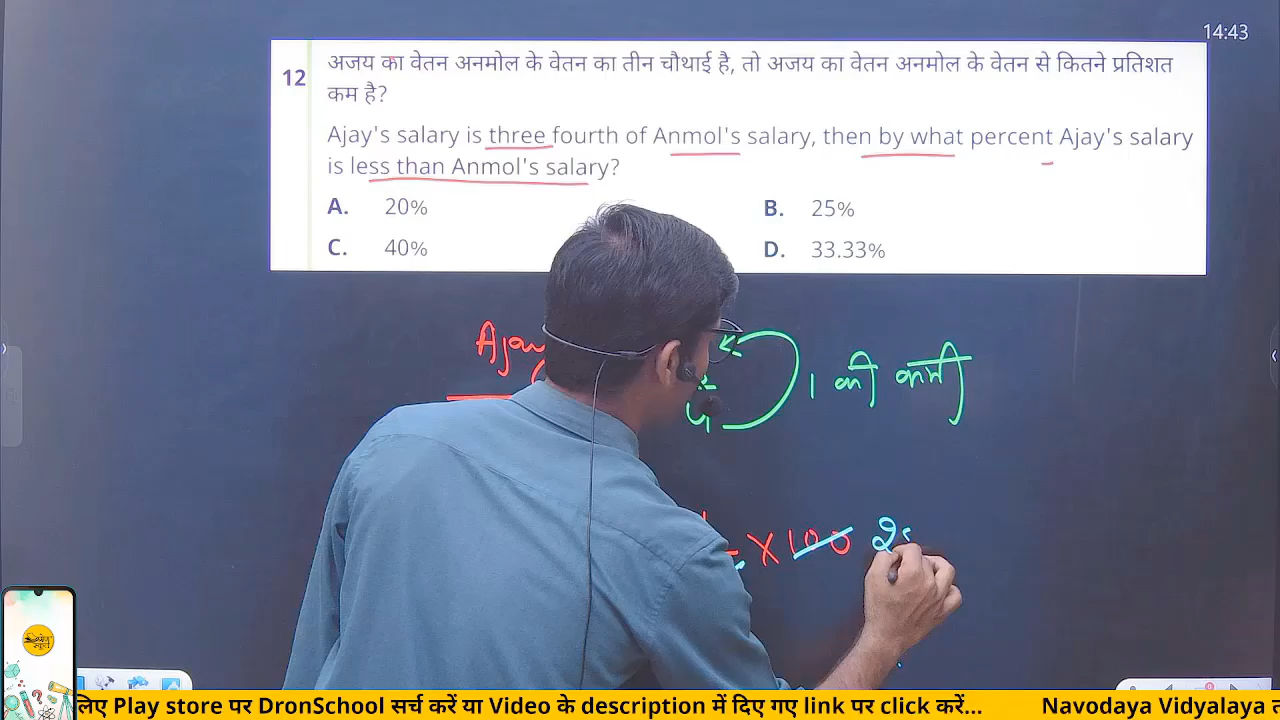 14:43
12
अजय का वेतन अनमोल के वेतन का तीन चौथाई है, तो अजय का वेतन अनमोल के वेतन से कितने प्रतिशत
कम है?
Ajay's salary is three fourth of Anmol's salary, then by what percent Ajay's salary
is less than Anmol's salary?
A. 20% B. 25%
C. 40% D. 33.33%
Ajay
1 की कमी
X 100
लिए Play store पर DronSchool सर्च करें या Video के description में दिए गए link पर click करें... Navodaya Vidyalaya